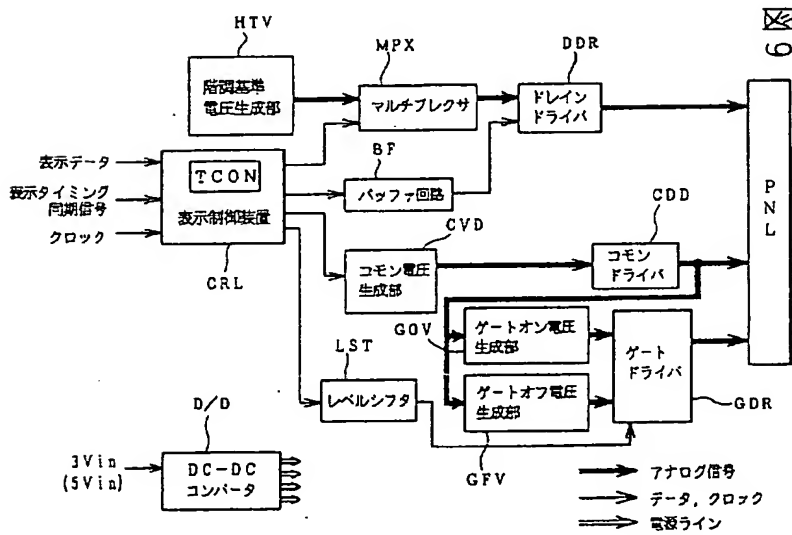 図
9
HTV
階調基準
電圧生成部
MPX
マルチプレクサ
DDR
ドレイン
ドライバ
PNL
表示データ
表示タイミング
同期信号
クロック
TCON
表示制御装置
CRL
BF
バッファ回路
CVD
コモン電圧
生成部
CDD
コモン
ドライバ
GOV
ゲートオン電圧
生成部
ゲート
ドライバ
GDR
LST
レベルシフタ
ゲートオフ電圧
生成部
GFV
D/D
3Vin
(5Vin)
DC-DC
コンバータ
アナログ信号
データ, クロック
電源ライン